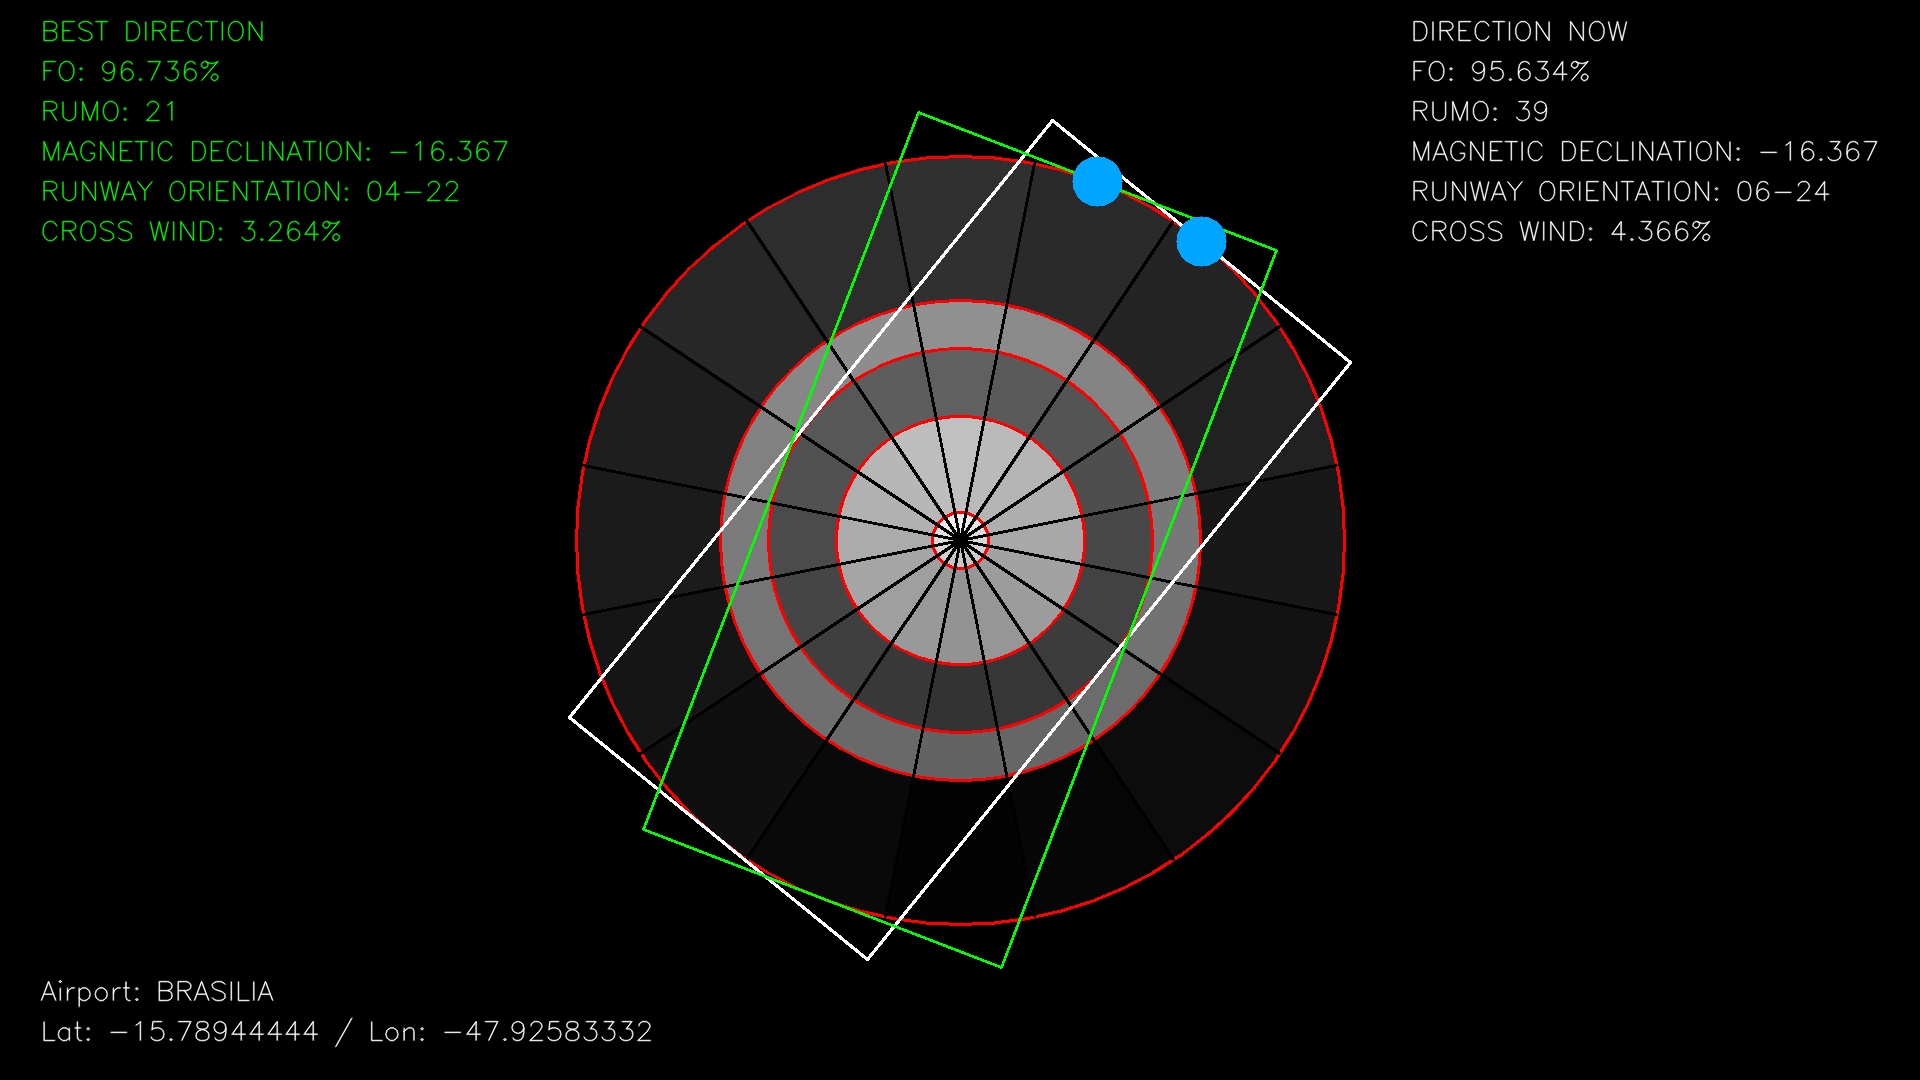 BEST DIRECTION
FO: 96.736%
RUMO: 21
MAGNETIC DECLINATION: -16.367
RUNWAY ORIENTATION: 04-22
CROSS WIND: 3.264%
DIRECTION NOW
FO: 95.634%
RUMO: 39
MAGNETIC DECLINATION: -16.367
RUNWAY ORIENTATION: 06-24
CROSS WIND: 4.366%
Airport: BRASILIA
Lat: -15.78944444 / Lon: -47.92583332